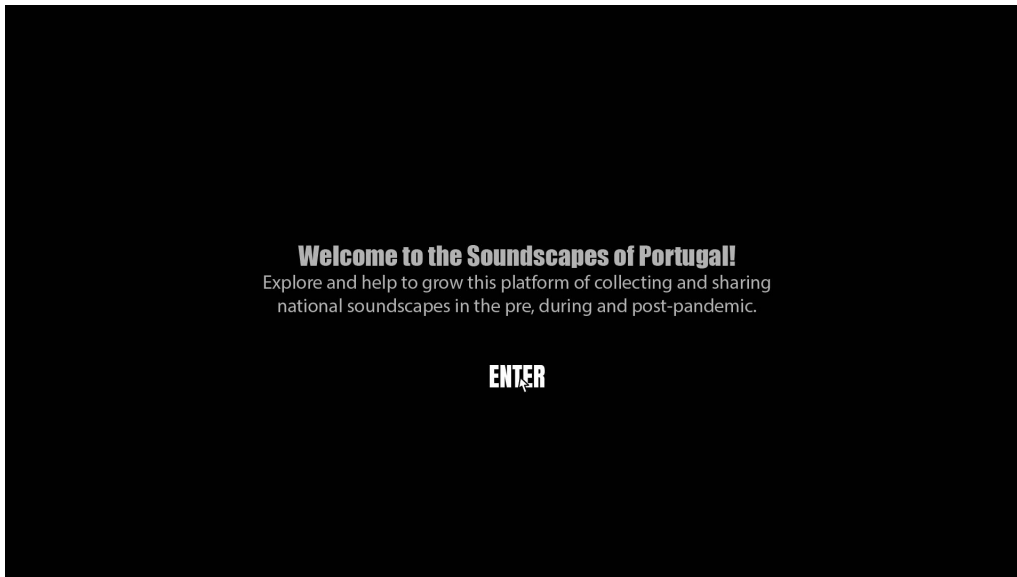 Welcome to the Soundscapes of Portugal!
Explore and help to grow this platform of collecting and sharing
national soundscapes in the pre, during and post-pandemic.
ENTER